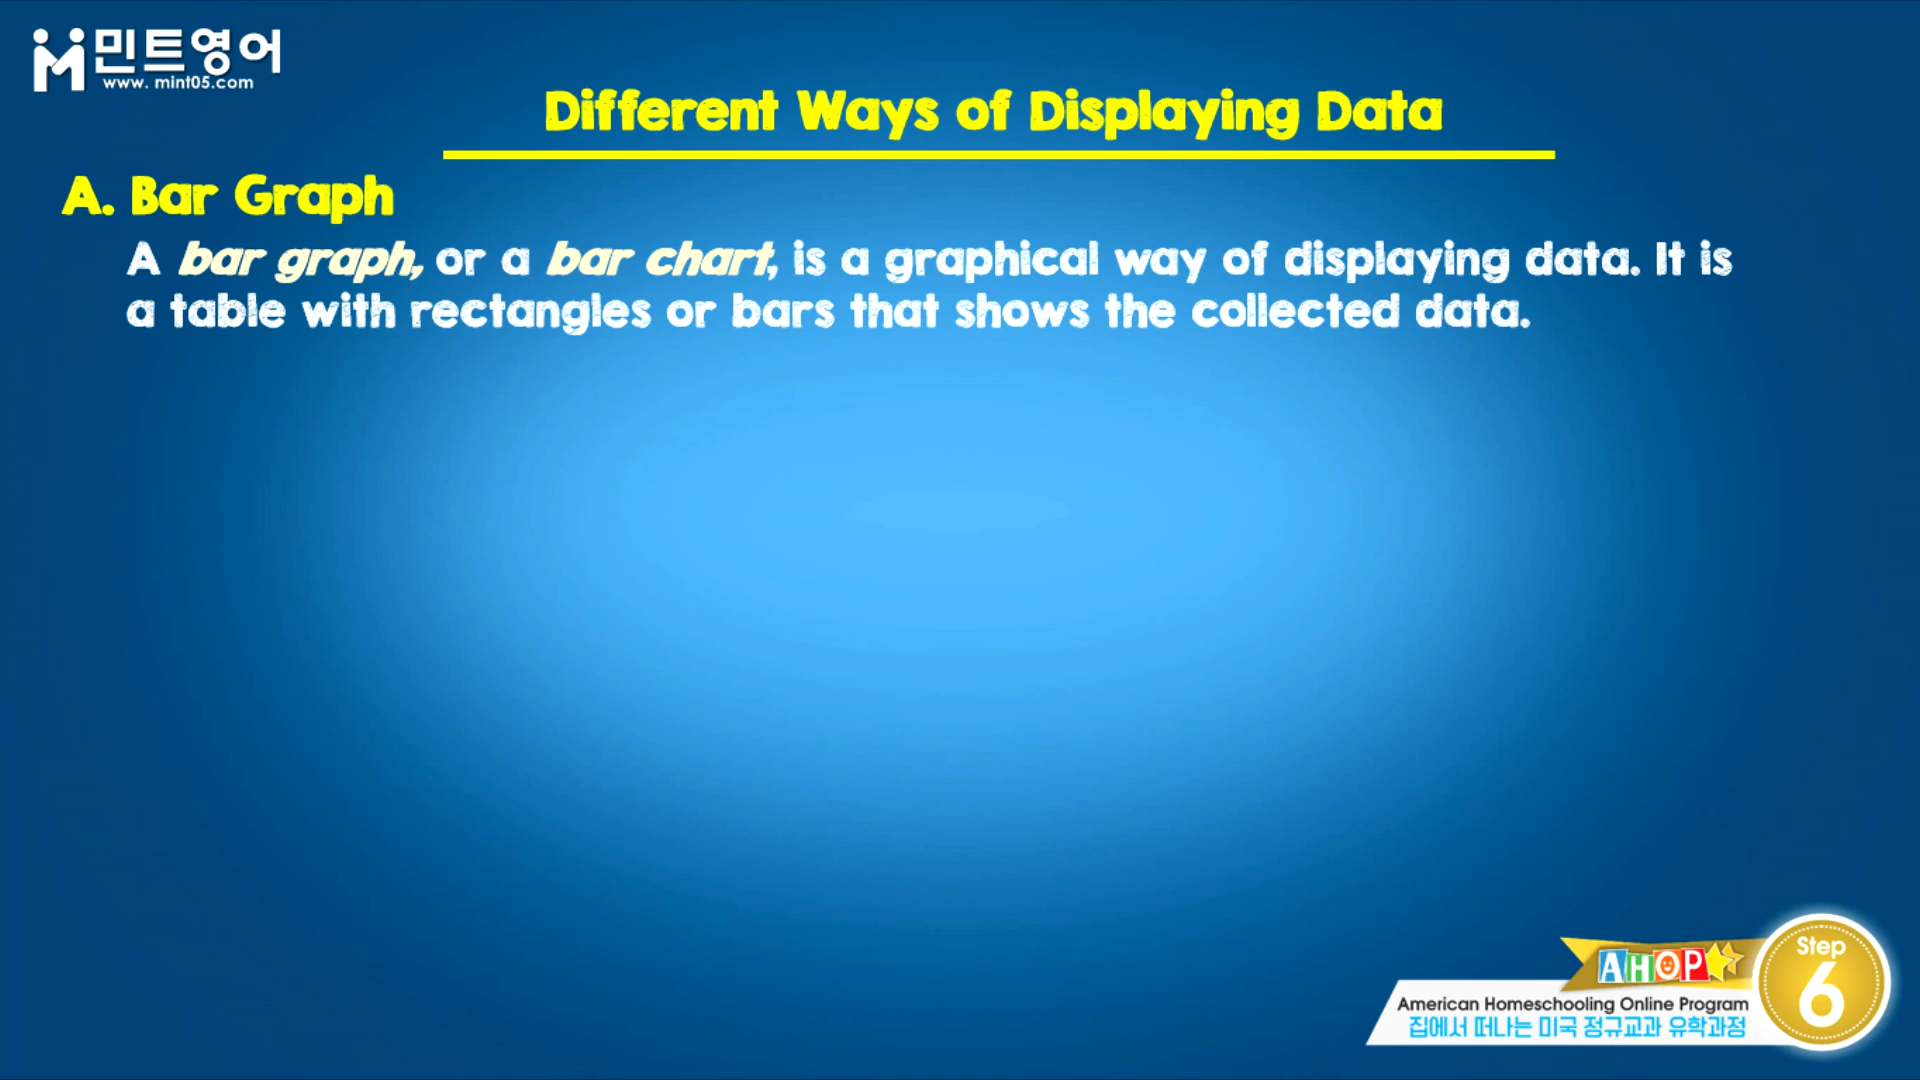 민트영어
www. mint05.com
Different Ways of Displaying Data
A. Bar Graph
A bar graph, or a bar chart, is a graphical way of displaying data. It is
a table with rectangles or bars that shows the collected data.
AHOP
Step
6
American Homeschooling Online Program
집에서 떠나는 미국 정규교과 유학과정